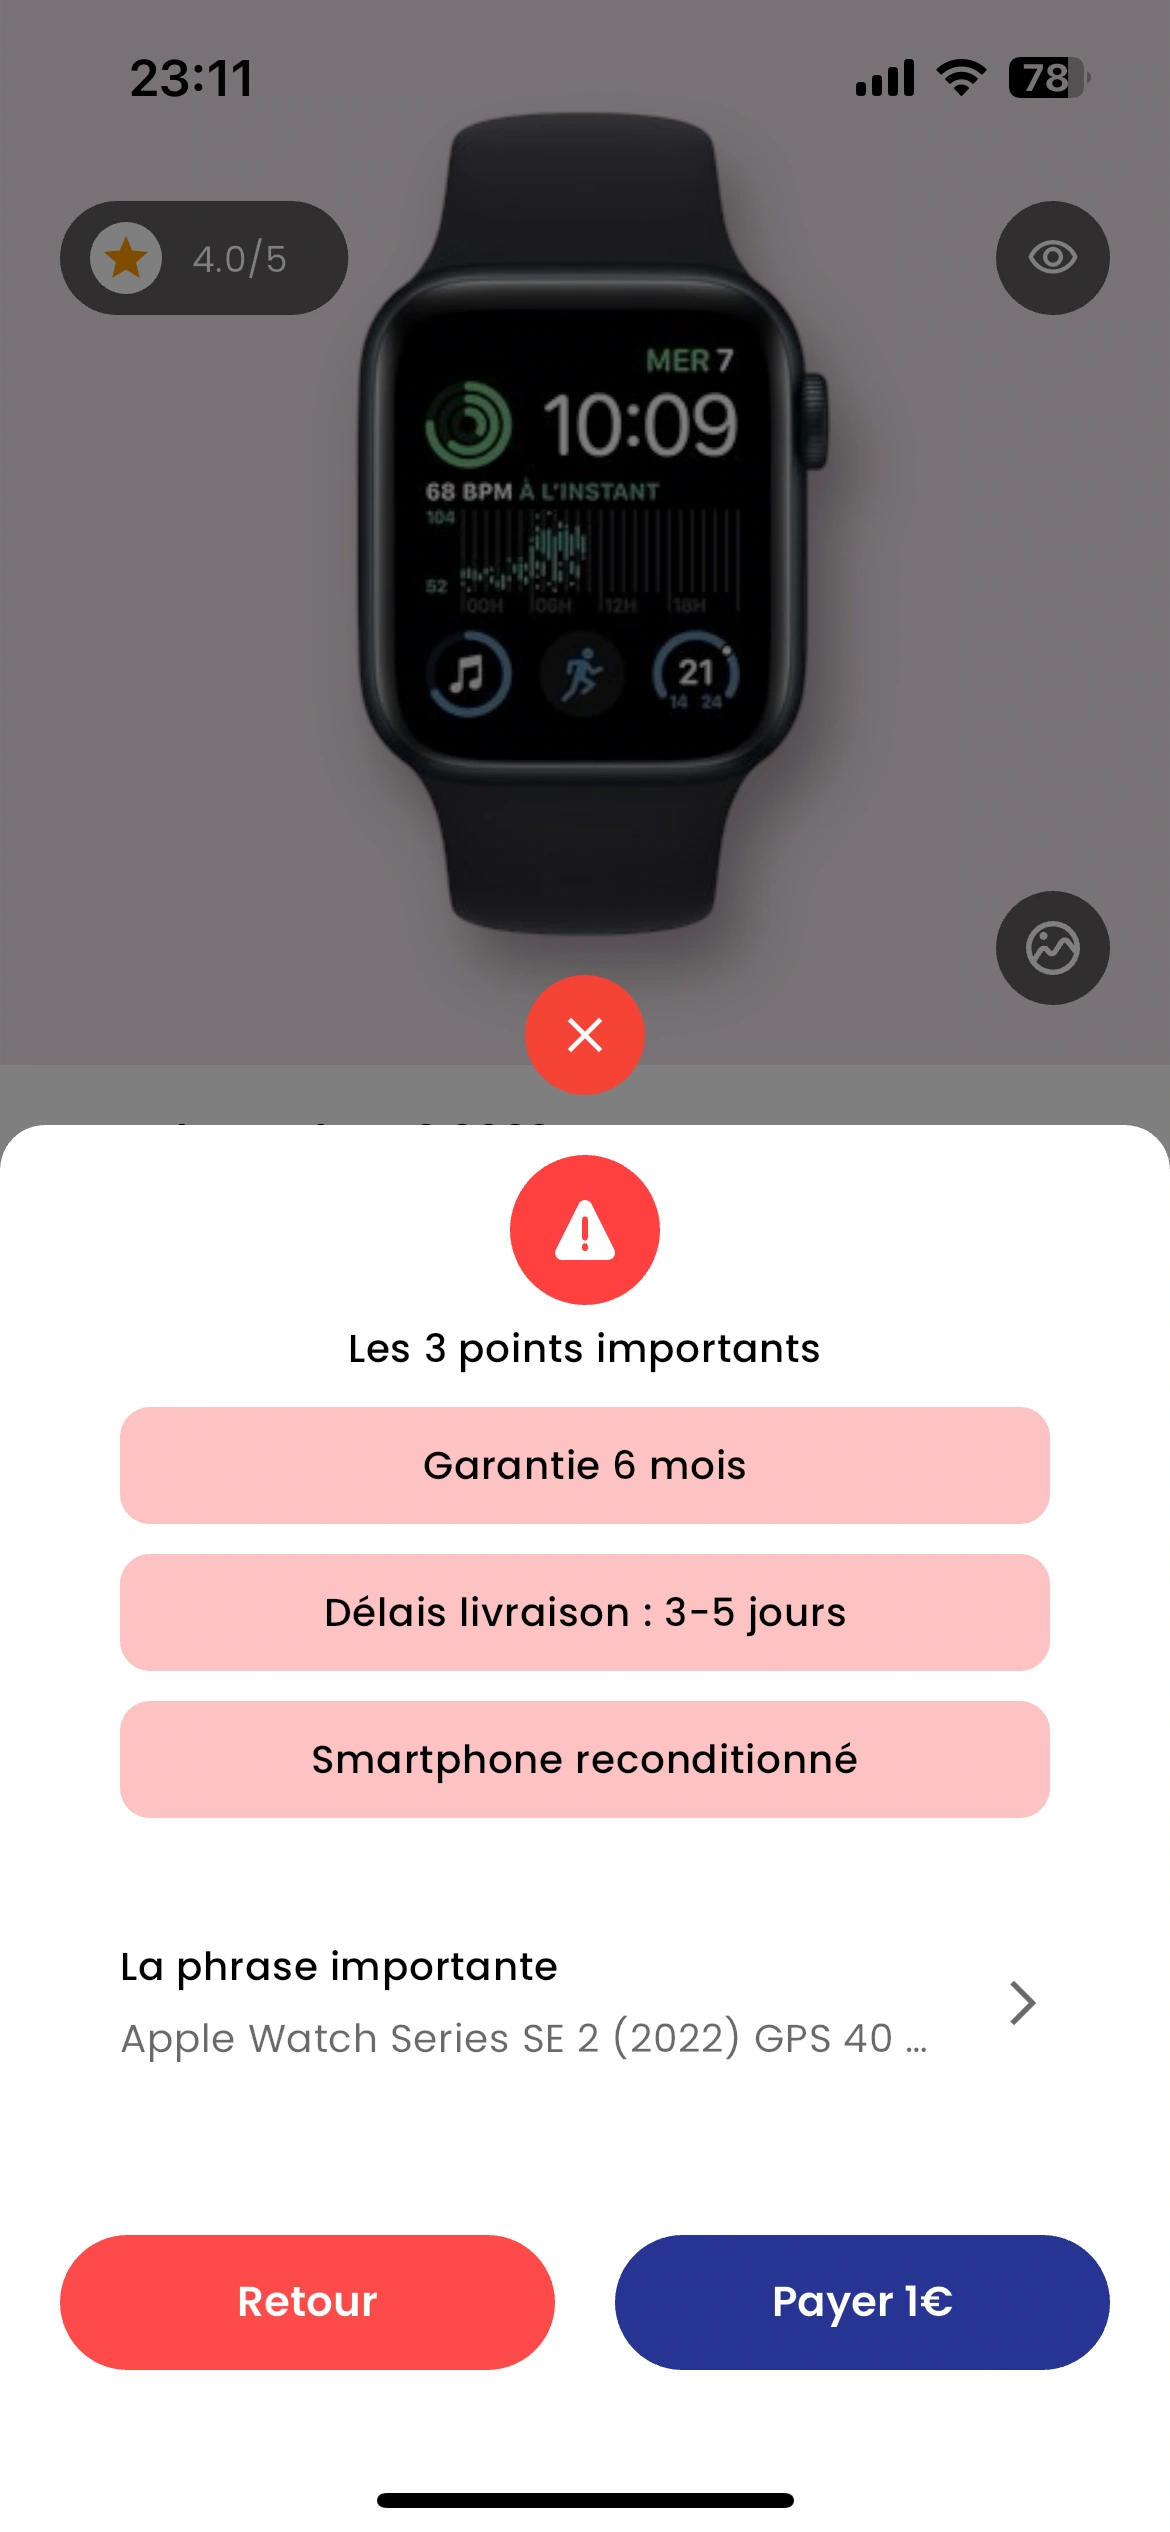 23:11
78
4.0/5
MER 7
10:09
68 BPM À L'INSTANT
104
52
00H 06H 12H 18H
21
14 24
Les 3 points importants
Garantie 6 mois
Délais livraison : 3-5 jours
Smartphone reconditionné
La phrase importante
Apple Watch Series SE 2 (2022) GPS 40 ...
Retour
Payer 1€